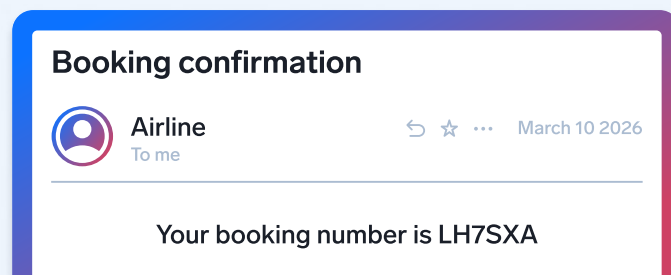 Booking confirmation
Airline
March 10 2026
To me
Your booking number is LH7SXA